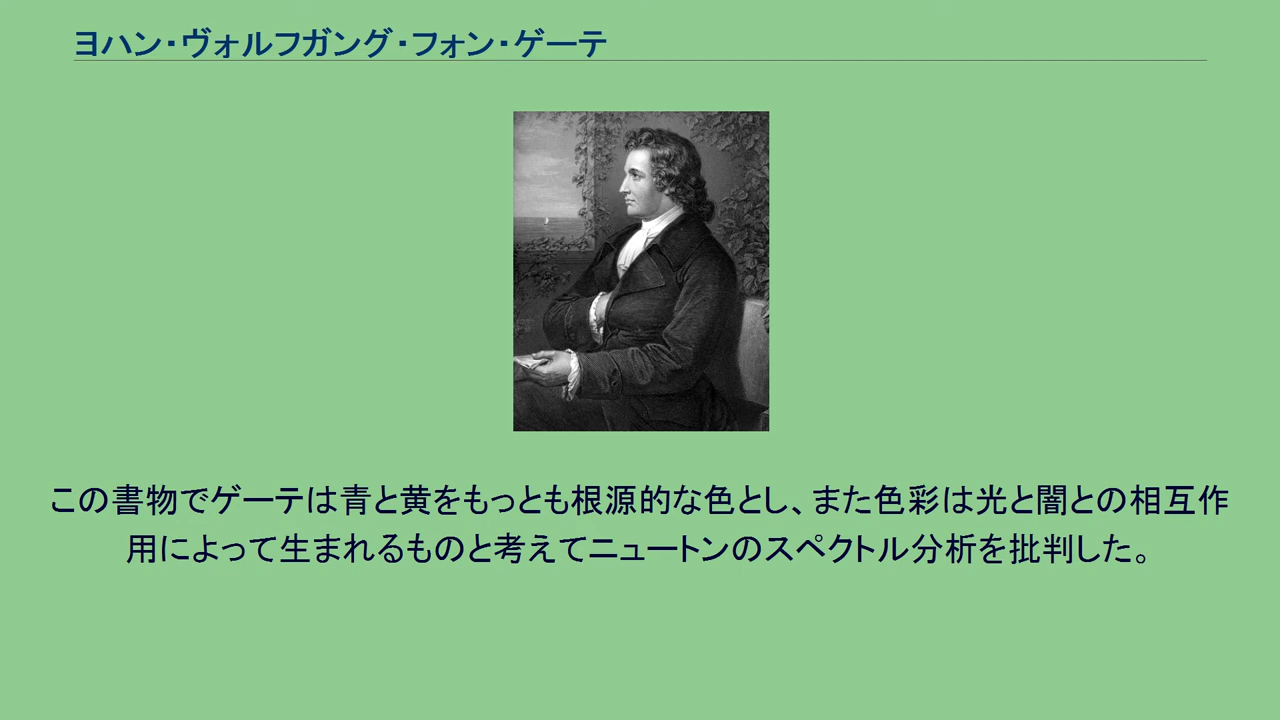 ヨハン・ヴォルフガング・フォン・ゲーテ
この書物でゲーテは青と黄をもっとも根源的な色とし、また色彩は光と闇との相互作
用によって生まれるものと考えてニュートンのスペクトル分析を批判した。